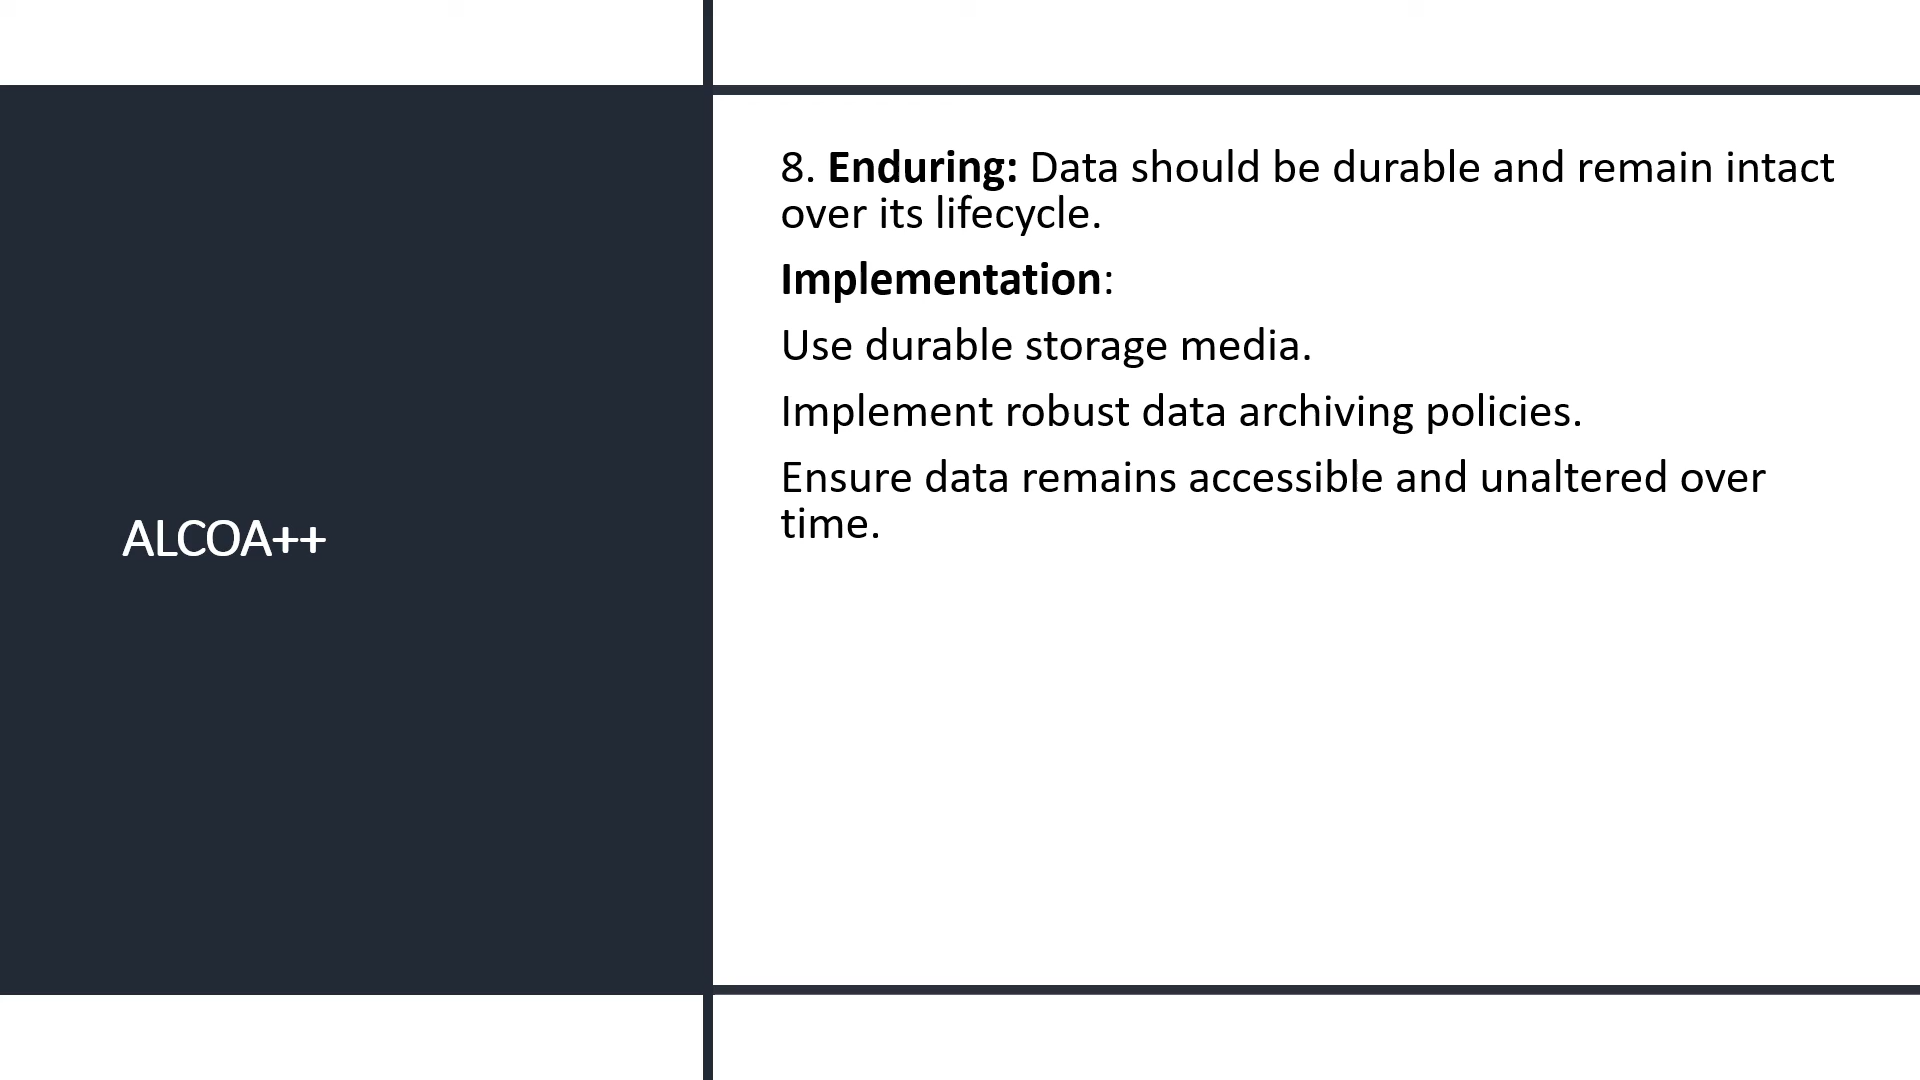 ALCOA++
8. Enduring: Data should be durable and remain intact
over its lifecycle.
Implementation:
Use durable storage media.
Implement robust data archiving policies.
Ensure data remains accessible and unaltered over
time.